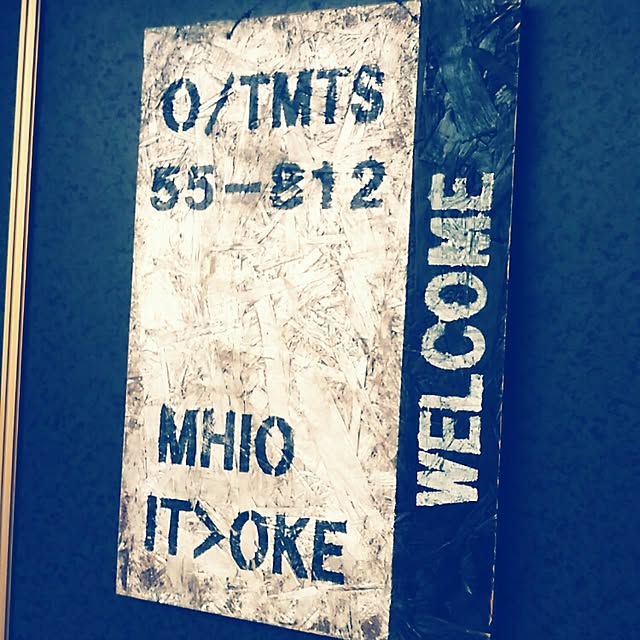 O/TMTS
55-812
MHIO
IT>OKE
WELCOME